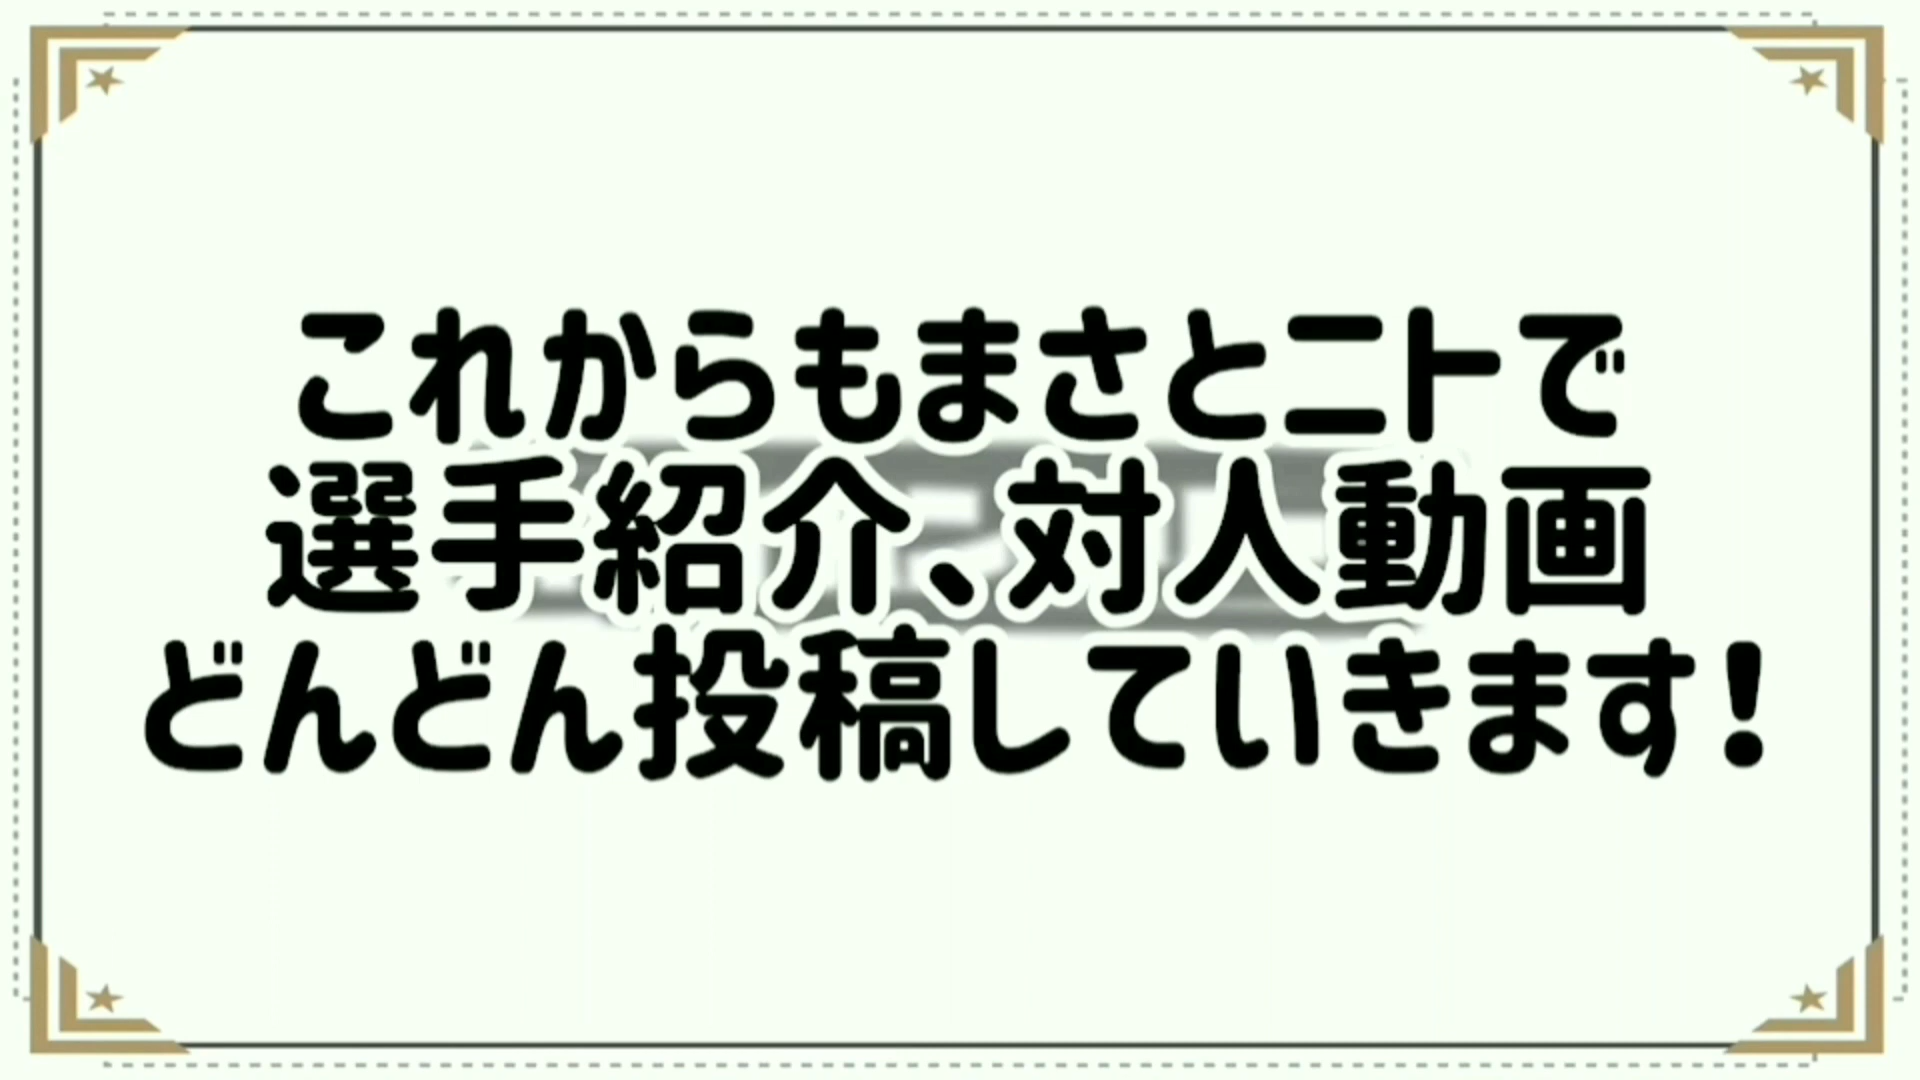 これからもまさとニトで
選手紹介、対人動画
どんどん投稿していきます!